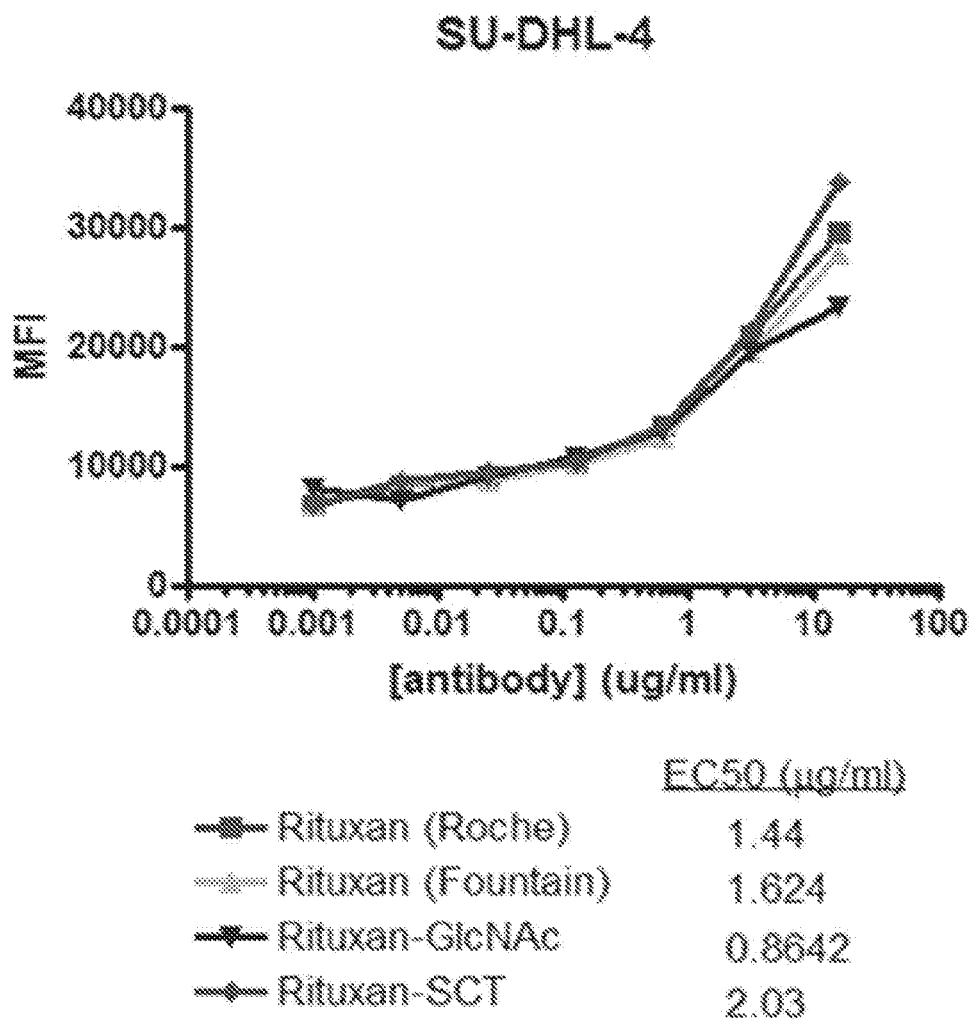 SU-DHL-4
40000
30000
20000
10000
0
MFI
0.0001 0.001 0.01 0.1 1 10 100
[antibody] (ug/ml)
EC50 (μg/ml)
Rituxan (Roche) 1.44
Rituxan (Fountain) 1.624
Rituxan-GlcNAc 0.8642
Rituxan-SCT 2.03